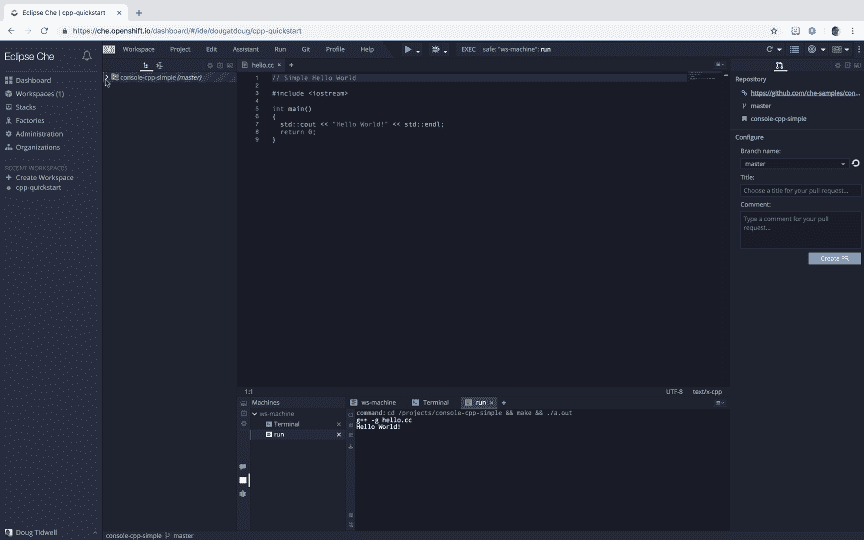 Eclipse Che | cpp-quickstart
https://che.openshift.io/dashboard/#/ide/dougatdoug/cpp-quickstart
Eclipse Che
Workspace Project Edit Assistant Run Git Profile Help
EXEC safe: "ws-machine": run
Dashboard
Workspaces (1)
Stacks
Factories
Administration
Organizations
RECENT WORKSPACES
Create Workspace
cpp-quickstart
Doug Tidwell
console-cpp-simple (master)
hello.cc
1 // Simple Hello World
2
3 #include <iostream>
4
5 int main()
6 {
7 std::cout << "Hello World!" << std::endl;
8 return 0;
9 }
1:1 UTF-8 text/x-cpp
Machines
ws-machine
Terminal
run
ws-machine Terminal run
command: cd /projects/console-cpp-simple && make && ./a.out
g++ -g hello.cc
Hello World!
Repository
https://github.com/che-samples/con...
master
console-cpp-simple
Configure
Branch name:
master
Title:
Choose a title for your pull request...
Comment:
Type a comment for your pull
request...
Create PR
console-cpp-simple master